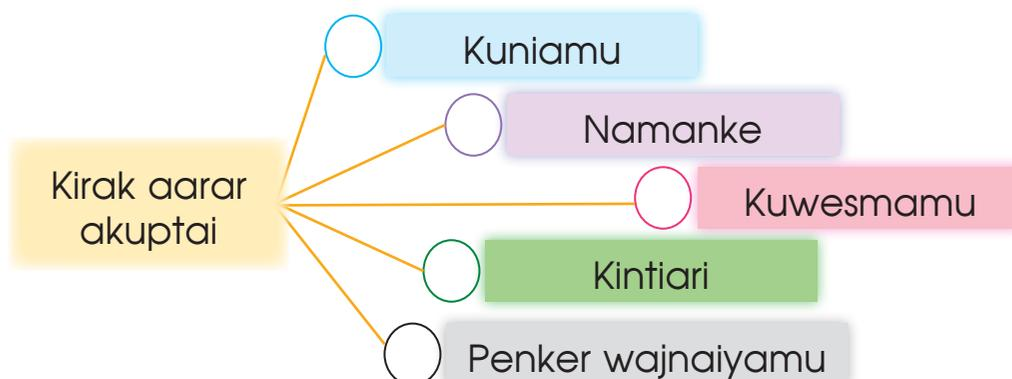 Kuniamu
Namanke
Kirak aarar
akuptai
Kuwesmamu
Kintiari
Penker wajnaiyamu